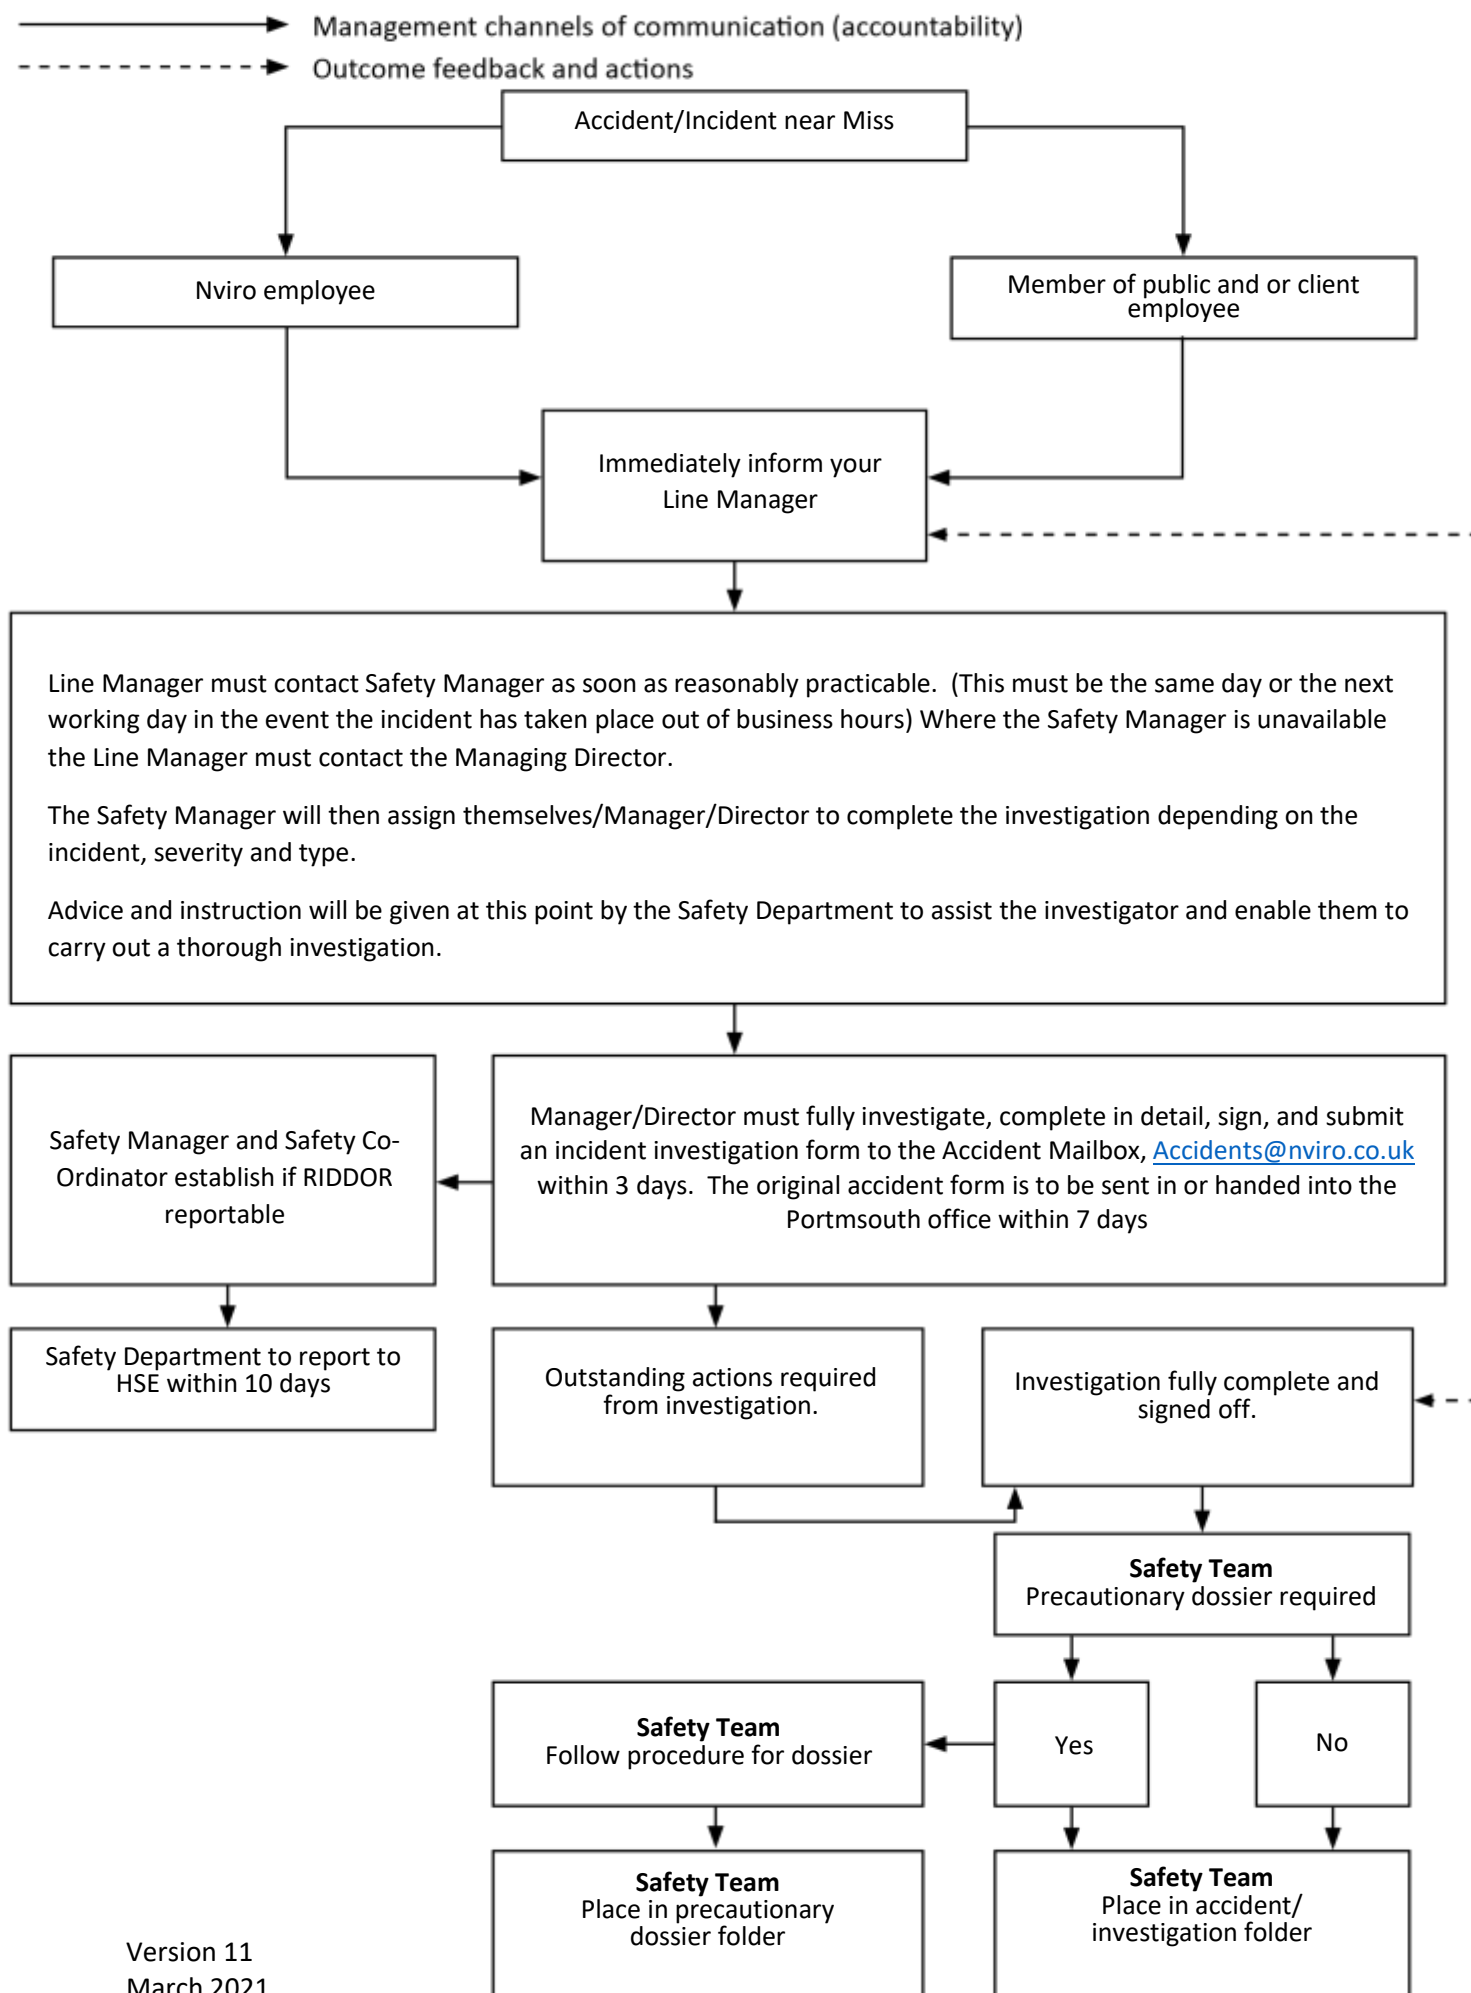 Management channels of communication (accountability)
Outcome feedback and actions
Accident/Incident near Miss
Nviro employee
Member of public and or client
employee
Immediately inform your
Line Manager
Line Manager must contact Safety Manager as soon as reasonably practicable.  (This must be the same day or the next
working day in the event the incident has taken place out of business hours) Where the Safety Manager is unavailable
the Line Manager must contact the Managing Director.
The Safety Manager will then assign themselves/Manager/Director to complete the investigation depending on the
incident, severity and type.
Advice and instruction will be given at this point by the Safety Department to assist the investigator and enable them to
carry out a thorough investigation.
Safety Manager and Safety Co-
Ordinator establish if RIDDOR
reportable
Manager/Director must fully investigate, complete in detail, sign, and submit
an incident investigation form to the Accident Mailbox, Accidents@nviro.co.uk
within 3 days.  The original accident form is to be sent in or handed into the
Portmsouth office within 7 days
Safety Department to report to
HSE within 10 days
Outstanding actions required
from investigation.
Investigation fully complete and
signed off.
Safety Team
Precautionary dossier required
Safety Team
Follow procedure for dossier
Yes
No
Safety Team
Place in precautionary
dossier folder
Safety Team
Place in accident/
investigation folder
Version 11
March 2021